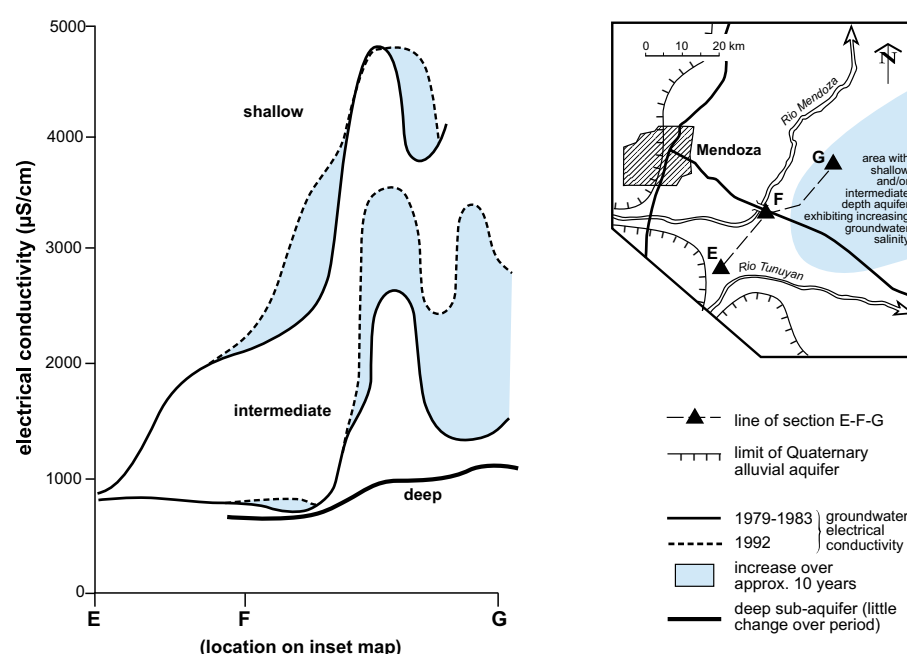 5000
4000
3000
2000
1000
0
electrical conductivity (µS/cm)
shallow
intermediate
deep
E
F
G
(location on inset map)
0 10 20 km
N
Rio Mendoza
Mendoza
G
F
E
Rio Tunuyan
area with
shallow
and/or
intermediate
depth aquifer
exhibiting increasing
groundwater
salinity
line of section E-F-G
limit of Quaternary
alluvial aquifer
1979-1983
1992
groundwater
electrical
conductivity
increase over
approx. 10 years
deep sub-aquifer (little
change over period)